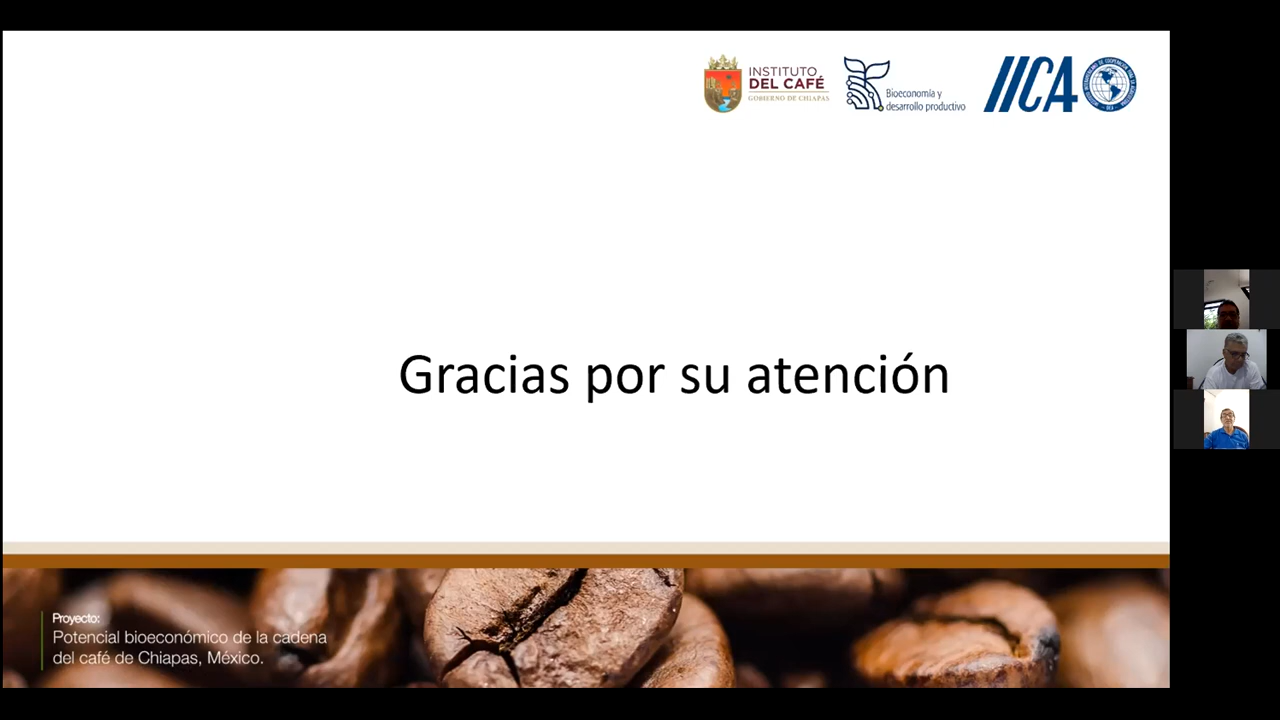 INSTITUTO
DEL CAFÉ
GOBIERNO DE CHIAPAS
Bioeconomía y
desarrollo productivo
IICA
Gracias por su atención
Proyecto:
Potencial bioeconómico de la cadena
del café de Chiapas, México.